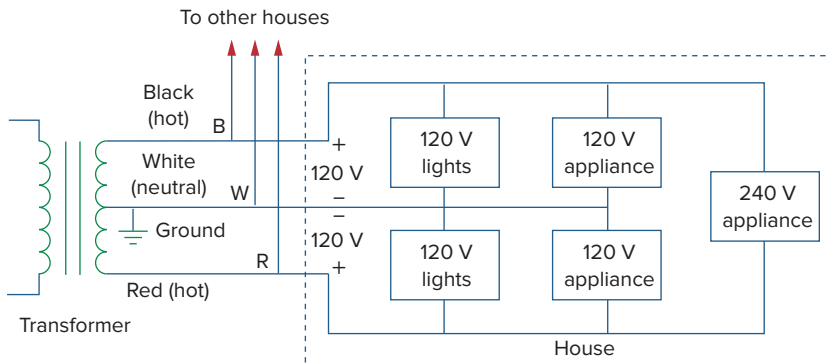 To other houses
Black
(hot)
B
White
(neutral)
W
Ground
R
Red (hot)
Transformer
+
120 V
–
–
120 V
+
120 V
lights
120 V
appliance
240 V
appliance
120 V
lights
120 V
appliance
House